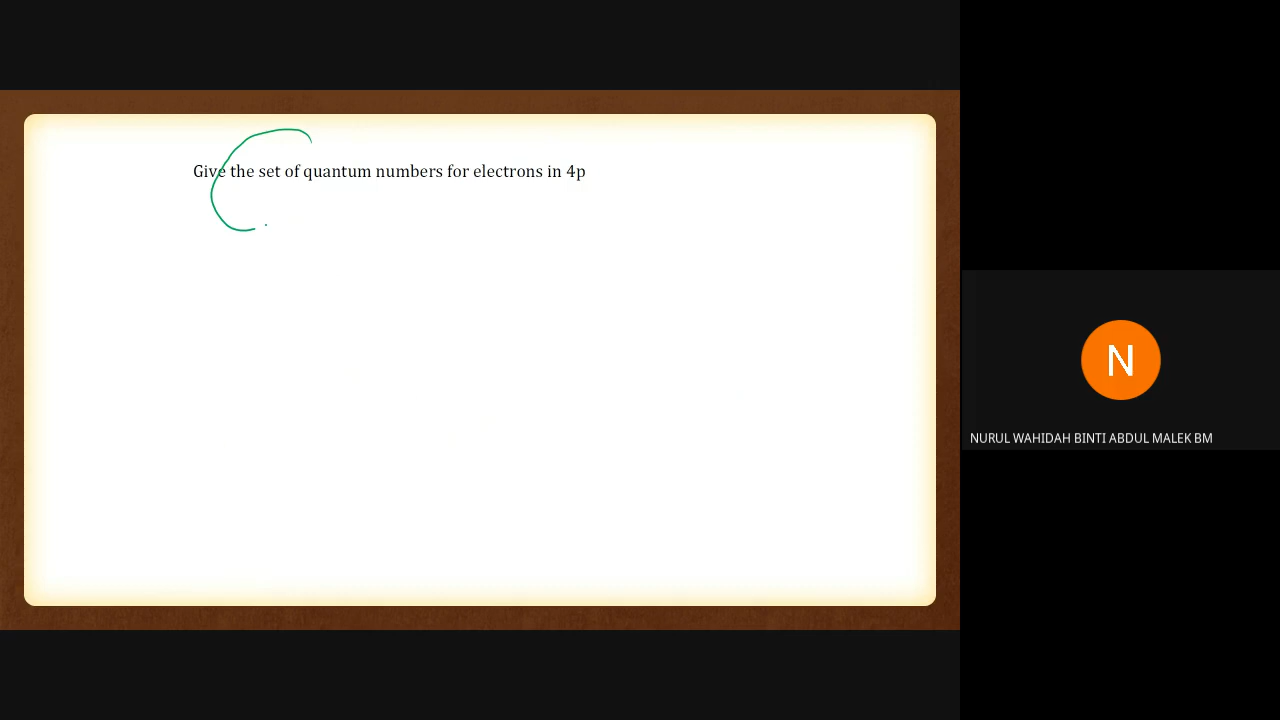 Give the set of quantum numbers for electrons in 4p
N
NURUL WAHIDAH BINTI ABDUL MALEK BM